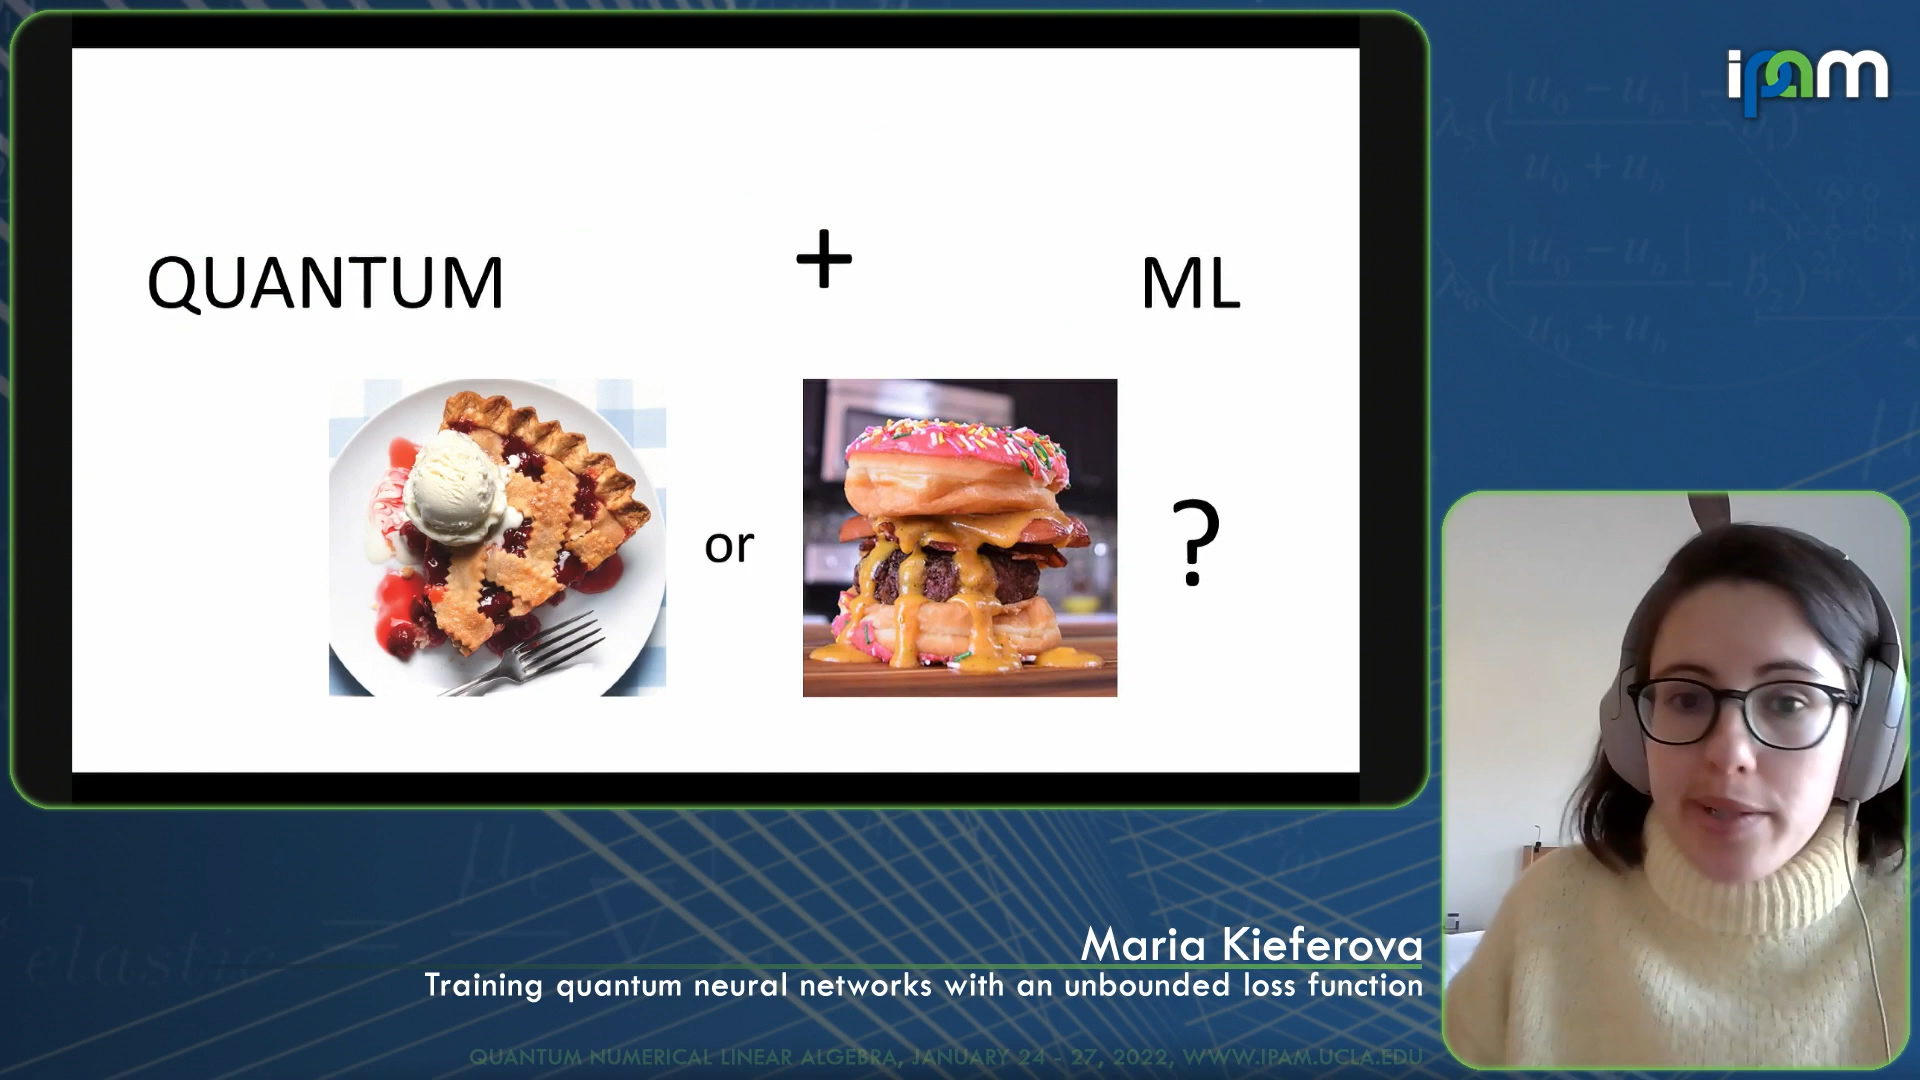 ipam
QUANTUM + ML
or ?
Maria Kieferova
Training quantum neural networks with an unbounded loss function
QUANTUM NUMERICAL LINEAR ALGEBRA, JANUARY 24 - 27, 2022, WWW.IPAM.UCLA.EDU
elastic =